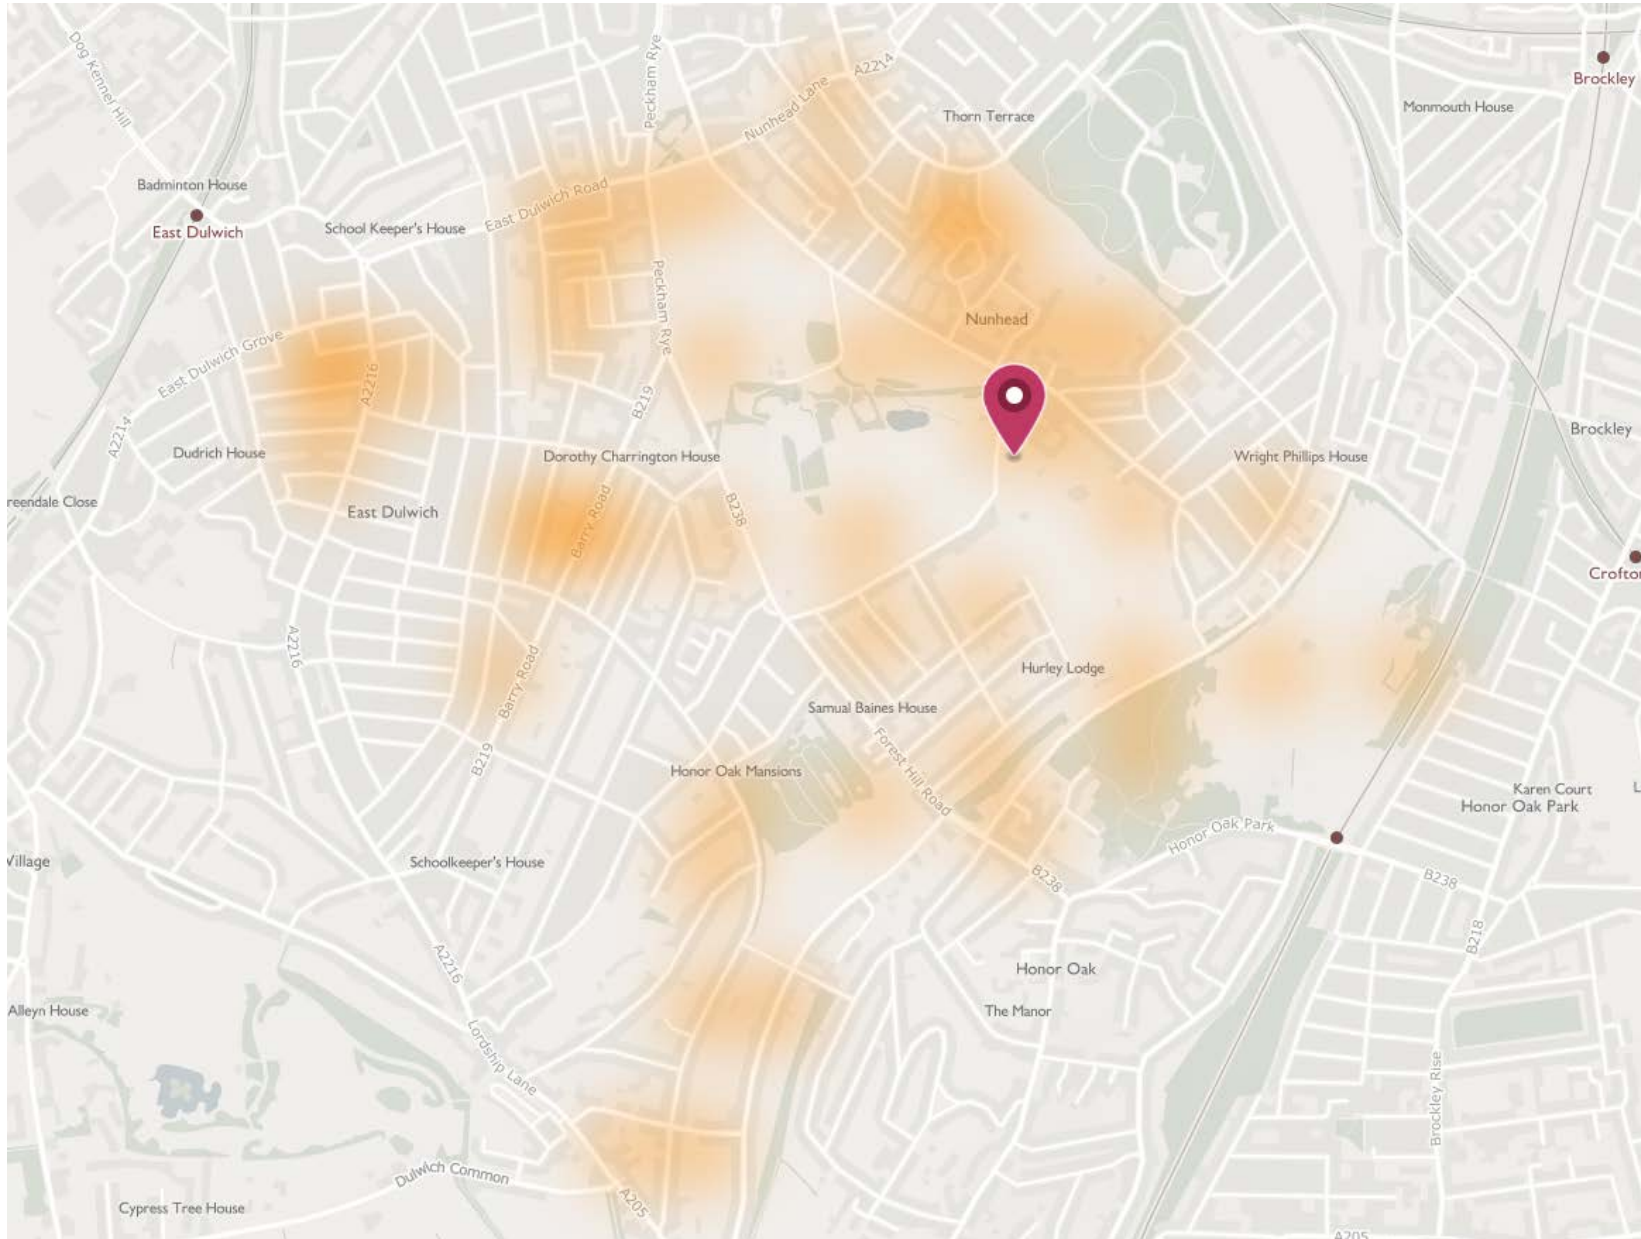 Dog Kenner Hill
Peckham Rye
A2214
Nunhead Lane
Thorn Terrace
Monmouth House
Brockley
Badminton House
East Dulwich
School Keeper's House
East Dulwich Road
Peckham Rye
Nunhead
East Dulwich Grove
A2216
B219
A2214
Dudrich House
Dorothy Charrington House
Wright Phillips House
Brockley
reendale Close
East Dulwich
Barry Road
B238
Crofto
A2216
Barry Road
Hurley Lodge
Samual Baines House
B219
Honor Oak Mansions
Forest Hill Road
Karen Court
Honor Oak Park
Honor Oak Park
Village
Schoolkeeper's House
B238
B238
B218
A2216
Honor Oak
Alleyn House
The Manor
Lordship Lane
Brockley Rise
Dulwich Common
Cypress Tree House
A205
A205